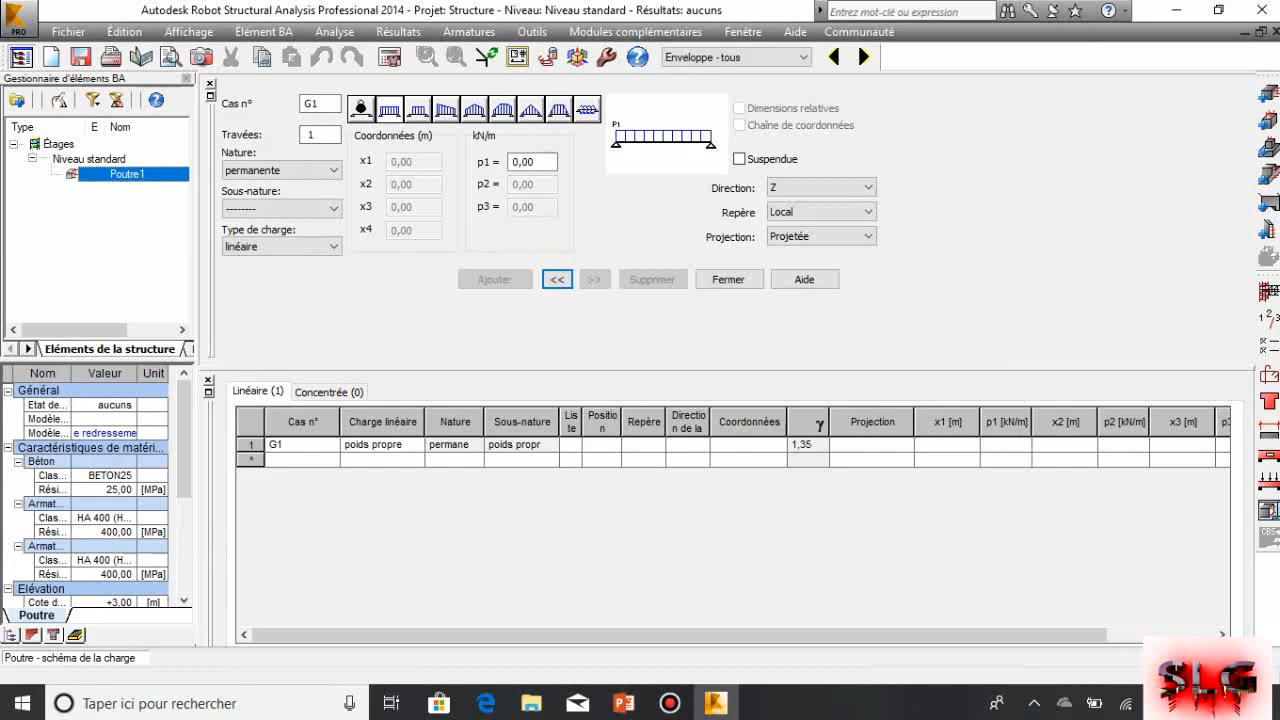 Autodesk Robot Structural Analysis Professional 2014 - Projet: Structure - Niveau: Niveau standard - Résultats: aucuns
Entrez mot-clé ou expression
PRO
Fichier Édition Affichage Élément BA Analyse Résultats Armatures Outils Modules complémentaires Fenêtre Aide Communauté
Enveloppe - tous
Gestionnaire d'éléments BA
Type E Nom
Étages
Niveau standard
Poutre1
Eléments de la structure
Cas n° G1
Travées: 1
Nature:
permanente
Sous-nature:
--------
Type de charge:
linéaire
Coordonnées (m)
x1 0,00
x2 0,00
x3 0,00
x4 0,00
kN/m
p1 = 0,00
p2 = 0,00
p3 = 0,00
P1
Dimensions relatives
Chaîne de coordonnées
Suspendue
Direction: Z
Repère: Local
Projection: Projetée
Ajouter << >> Supprimer Fermer Aide
Nom Valeur Unit
Général
Etat de... aucuns
Modèle...
Modèle... e redresseme
Caractéristiques de matéri...
Béton
Clas... BETON25
Rési... 25,00 [MPa]
Armat...
Clas... HA 400 (H...
Rési... 400,00 [MPa]
Armat...
Clas... HA 400 (H...
Rési... 400,00 [MPa]
Elévation
Cote d... +3,00 [m]
Poutre
Linéaire (1) Concentrée (0)
Cas n° Charge linéaire Nature Sous-nature Lis te Positio n Repère Directio n de la Coordonnées γ Projection x1 [m] p1 [kN/m] x2 [m] p2 [kN/m] x3 [m] p3
1 G1 poids propre permane poids propr 1,35
*
Poutre - schéma de la charge
Taper ici pour rechercher
PRO
SLG